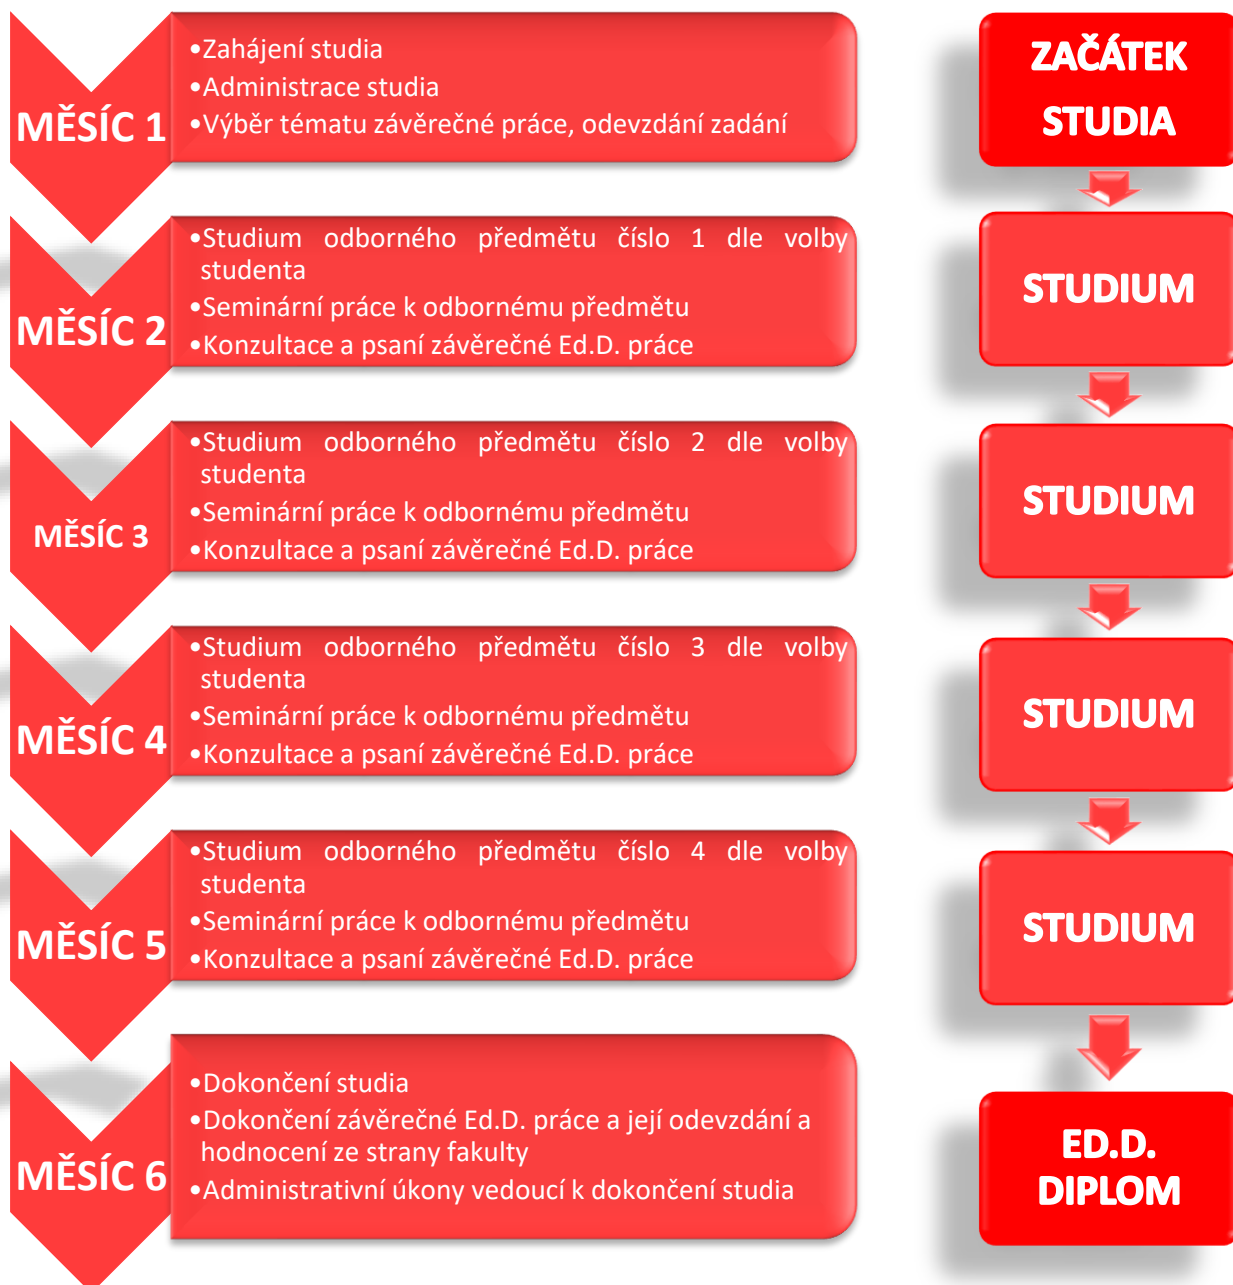 MĚSÍC 1
•Zahájení studia
•Administrace studia
•Výběr tématu závěrečné práce, odevzdání zadání
MĚSÍC 2
•Studium odborného předmětu číslo 1 dle volby
studenta
•Seminární práce k odbornému předmětu
•Konzultace a psaní závěrečné Ed.D. práce
MĚSÍC 3
•Studium odborného předmětu číslo 2 dle volby
studenta
•Seminární práce k odbornému předmětu
•Konzultace a psaní závěrečné Ed.D. práce
MĚSÍC 4
•Studium odborného předmětu číslo 3 dle volby
studenta
•Seminární práce k odbornému předmětu
•Konzultace a psaní závěrečné Ed.D. práce
MĚSÍC 5
•Studium odborného předmětu číslo 4 dle volby
studenta
•Seminární práce k odbornému předmětu
•Konzultace a psaní závěrečné Ed.D. práce
MĚSÍC 6
•Dokončení studia
•Dokončení závěrečné Ed.D. práce a její odevzdání a
hodnocení ze strany fakulty
•Administrativní úkony vedoucí k dokončení studia
ZAČÁTEK
STUDIA
STUDIUM
STUDIUM
STUDIUM
STUDIUM
ED.D.
DIPLOM